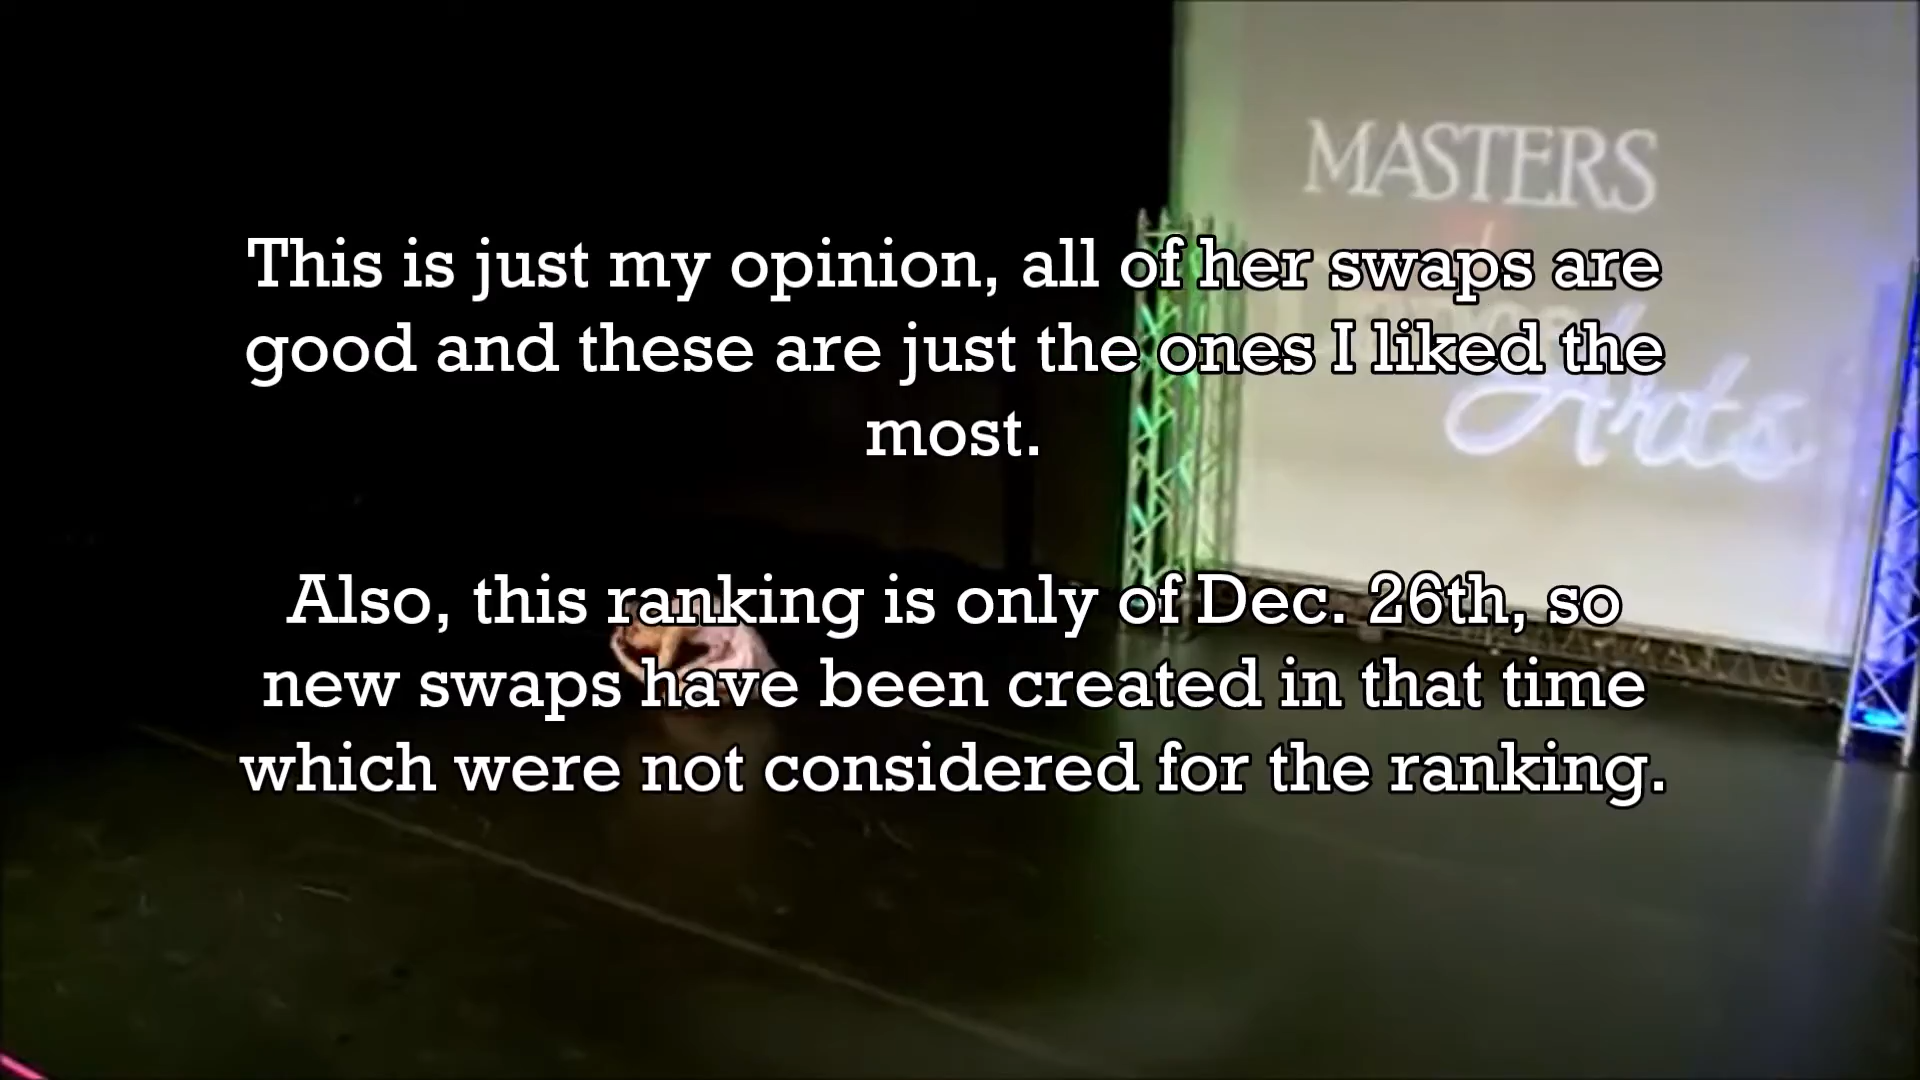 MASTERS
Arts
This is just my opinion, all of her swaps are
good and these are just the ones I liked the
most.
Also, this ranking is only of Dec. 26th, so
new swaps have been created in that time
which were not considered for the ranking.